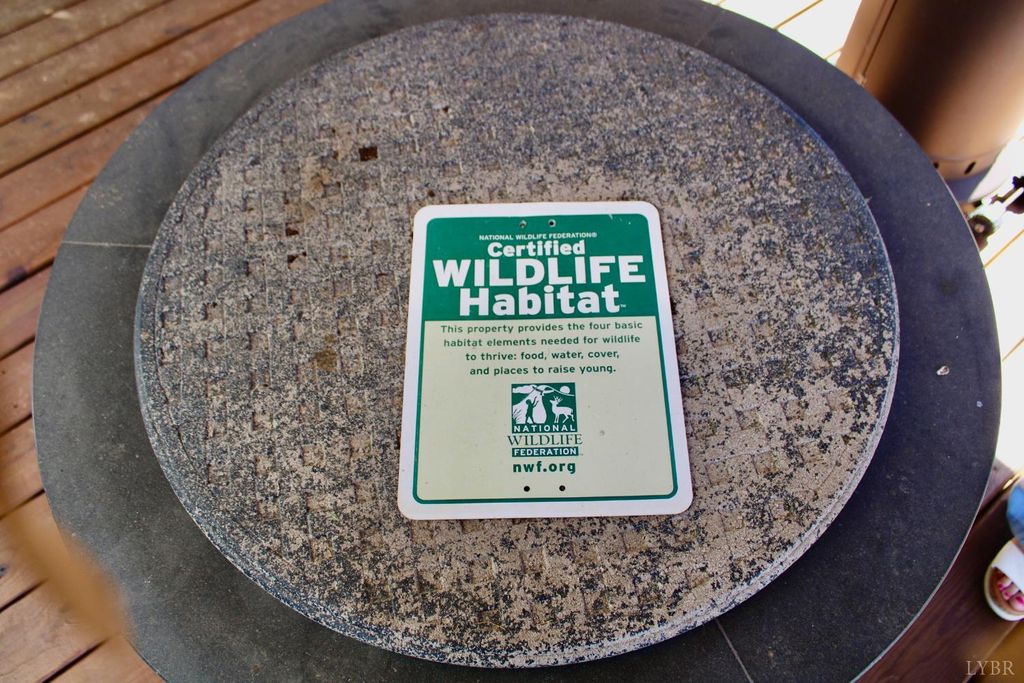 NATIONAL WILDLIFE FEDERATION®
Certified
WILDLIFE
Habitat™
This property provides the four basic
habitat elements needed for wildlife
to thrive: food, water, cover,
and places to raise young.
NATIONAL
WILDLIFE
FEDERATION
nwf.org
LYBR